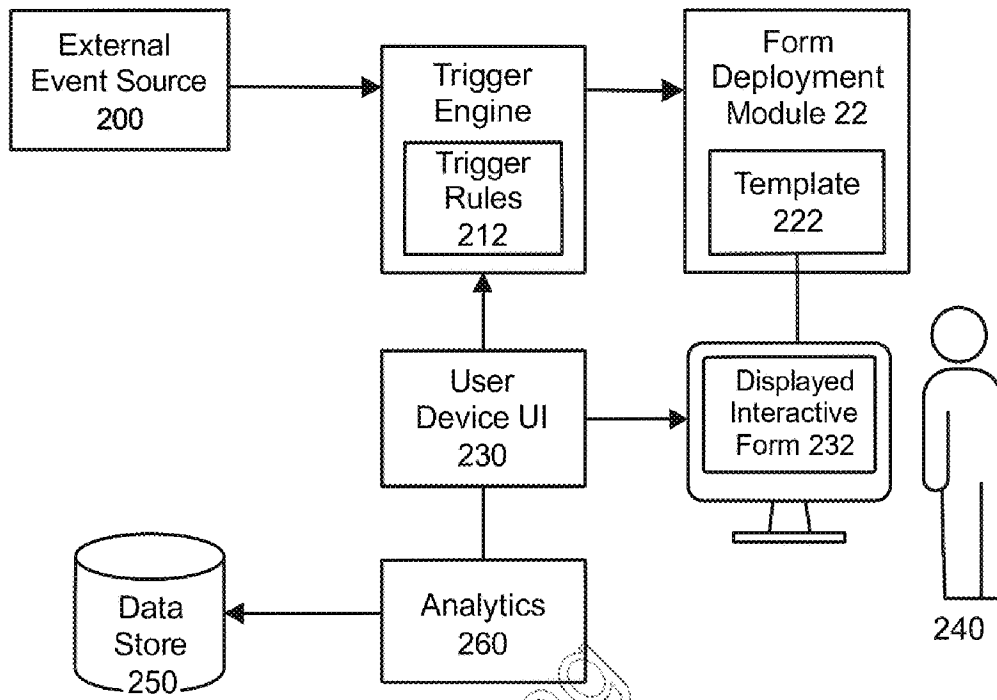 External
Event Source
200
Trigger
Engine
Trigger
Rules
212
Form
Deployment
Module 22
Template
222
User
Device UI
230
Displayed
Interactive
Form 232
240
Data
Store
250
Analytics
260